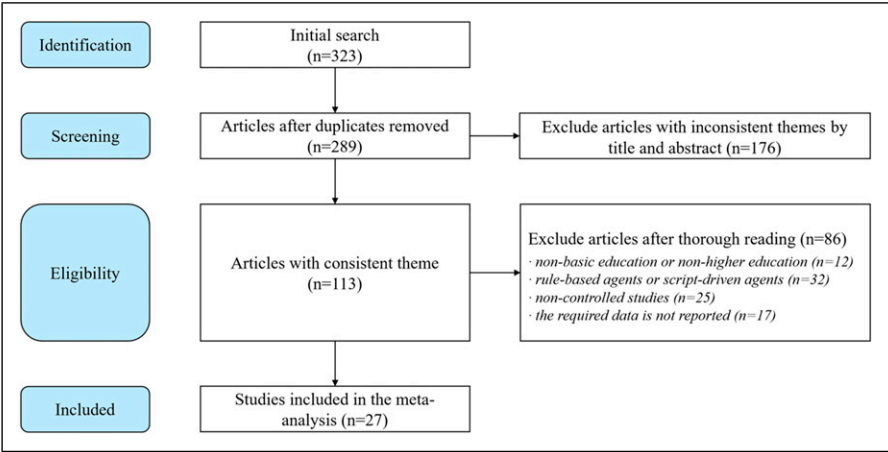 Identification
Initial search
(n=323)
Screening
Articles after duplicates removed
(n=289)
Exclude articles with inconsistent themes by
title and abstract (n=176)
Eligibility
Articles with consistent theme
(n=113)
Exclude articles after thorough reading (n=86)
· non-basic education or non-higher education (n=12)
· rule-based agents or script-driven agents (n=32)
· non-controlled studies (n=25)
· the required data is not reported (n=17)
Included
Studies included in the meta-
analysis (n=27)